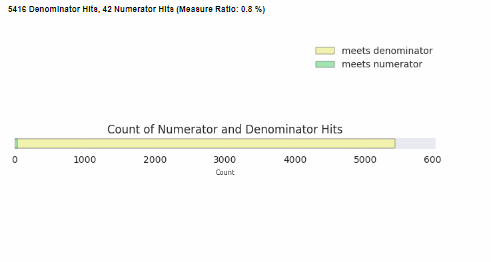 5416 Denominator Hits, 42 Numerator Hits (Measure Ratio: 0.8 %)
meets denominator
meets numerator
Count of Numerator and Denominator Hits
0 1000 2000 3000 4000 5000 600
Count